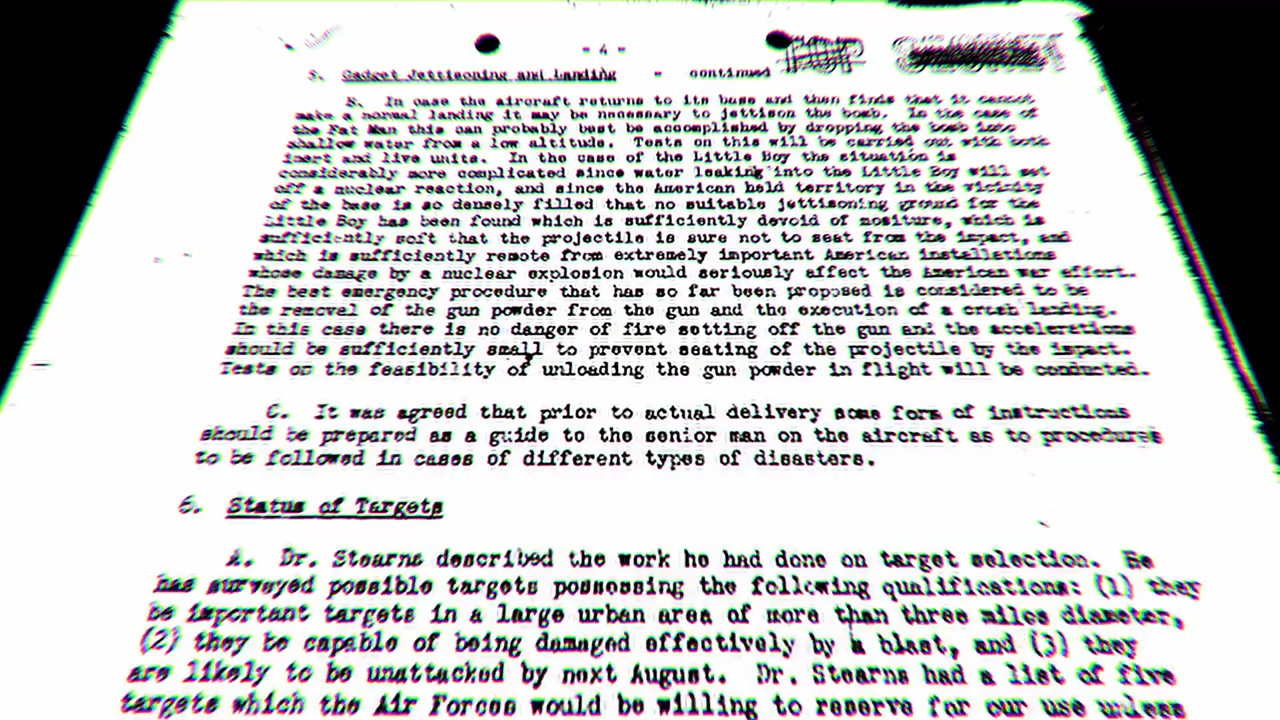 - 4 -
5. Gadget Jettisoning and Landing - continued
B. In case the aircraft returns to its base and then finds that it cannot
make a normal landing it may be necessary to jettison the bomb. In the case of
the Fat Man this can probably best be accomplished by dropping the bomb into
shallow water from a low altitude. Tests on this will be carried out with both
inert and live units. In the case of the Little Boy the situation is
considerably more complicated since water leaking into the Little Boy will set
off a nuclear reaction, and since the American held territory in the vicinity
of the base is so densely filled that no suitable jettisoning ground for the
Little Boy has been found which is sufficiently devoid of mositure, which is
sufficiently soft that the projectile is sure not to seat from the impact, and
which is sufficiently remote from extremely important American installations
whose damage by a nuclear explosion would seriously affect the American war effort.
The best emergency procedure that has so far been proposed is considered to be
the removal of the gun powder from the gun and the execution of a crash landing.
In this case there is no danger of fire setting off the gun and the accelerations
should be sufficiently small to prevent seating of the projectile by the impact.
Tests on the feasibility of unloading the gun powder in flight will be conducted.
C. It was agreed that prior to actual delivery some form of instructions
should be prepared as a guide to the senior man on the aircraft as to procedures
to be followed in cases of different types of disasters.
6. Status of Targets
A. Dr. Stearns described the work he had done on target selection. He
has surveyed possible targets possessing the following qualifications: (1) they
be important targets in a large urban area of more than three miles diameter,
(2) they be capable of being damaged effectively by a blast, and (3) they
are likely to be unattacked by next August. Dr. Stearns had a list of five
targets which the Air Forces would be willing to reserve for our use unless